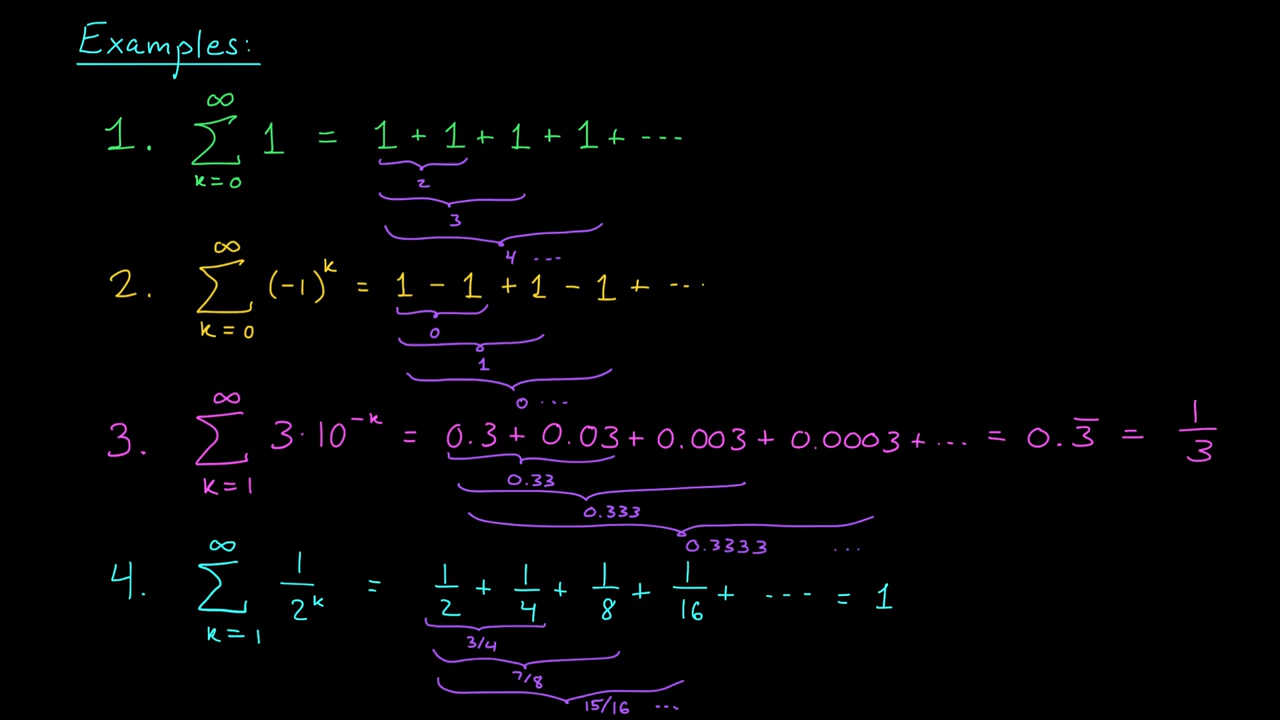 Examples:
∞
1. ∑ 1 = 1 + 1 + 1 + 1 + ---
k=0
2
3
4 ---
∞
2. ∑ (-1)^k = 1 - 1 + 1 - 1 + ---
k=0
0
1
0 ...
∞
3. ∑ 3·10^-k = 0.3 + 0.03 + 0.003 + 0.0003 + ... = 0.3̅ = 1/3
k=1
0.33
0.333
0.3333 ...
∞
4. ∑ 1/2^k = 1/2 + 1/4 + 1/8 + 1/16 + --- = 1
k=1
3/4
7/8
15/16 ...